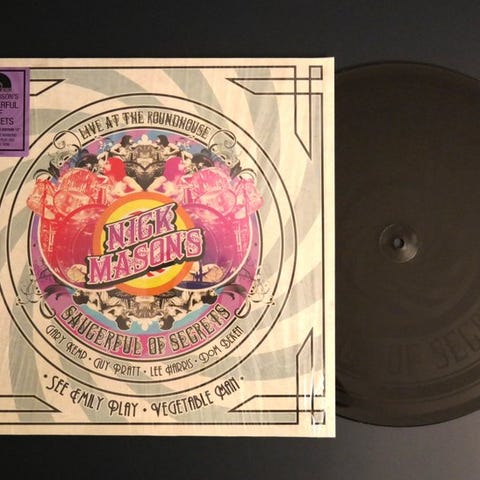 LIVE AT THE ROUNDHOUSE
NICK
MASON'S
SAUCERFUL OF SECRETS
GARY KEMP · GUY PRATT · LEE HARRIS · DOM BEKEN
· SEE EMILY PLAY · VEGETABLE MAN ·